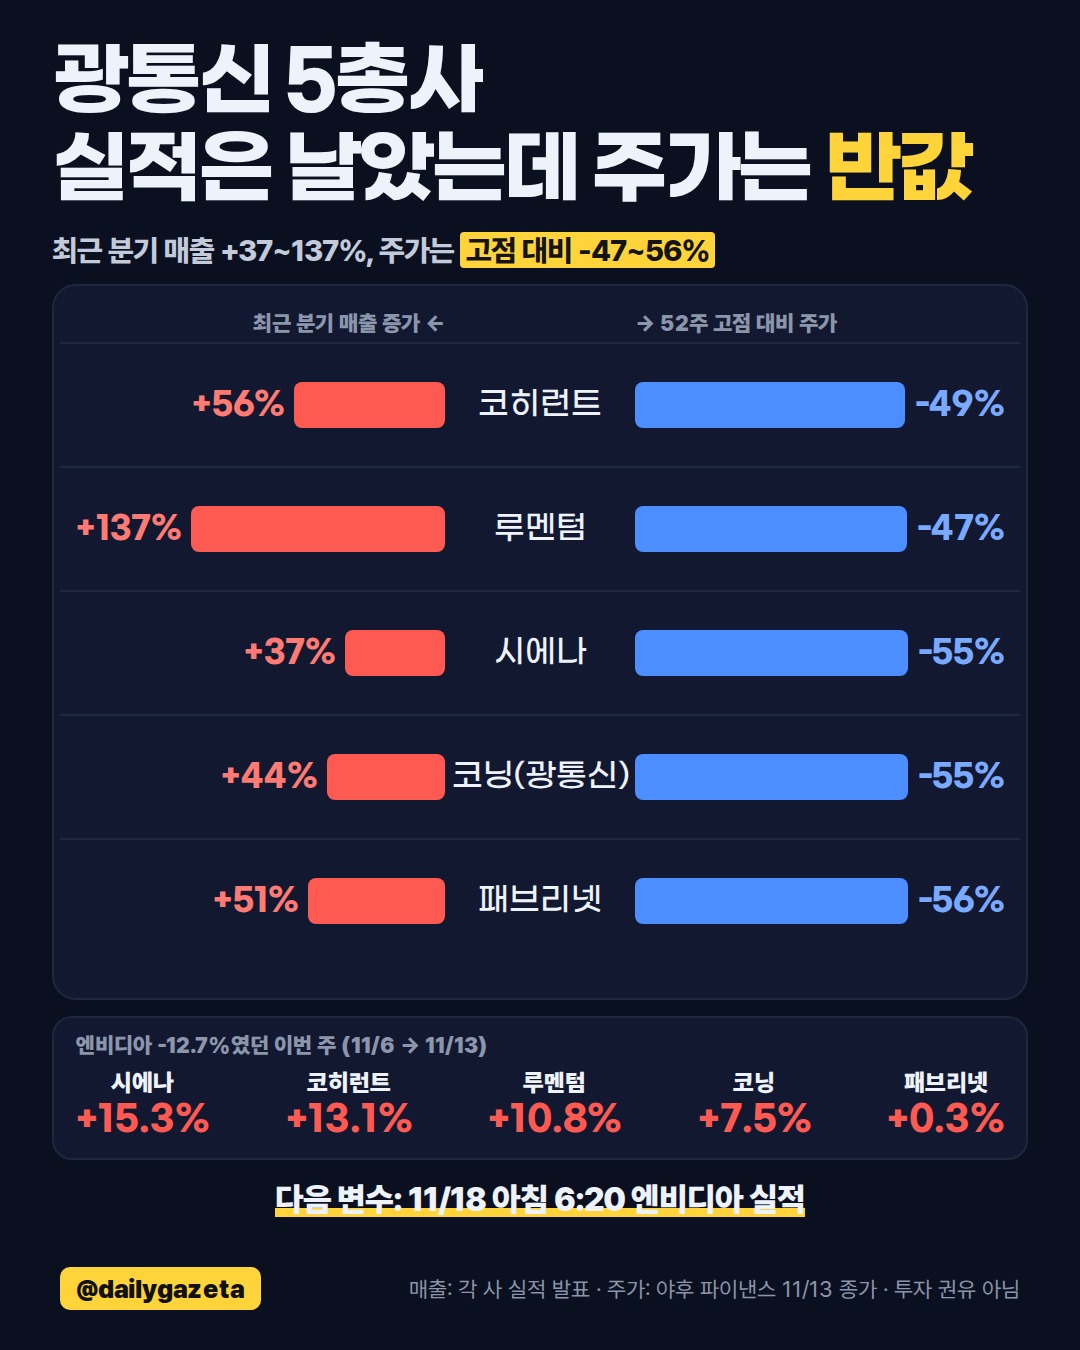 광통신 5총사
실적은 날았는데 주가는 반값
최근 분기 매출 +37~137%, 주가는 고점 대비 -47~56%
최근 분기 매출 증가 ← → 52주 고점 대비 주가
+56% 코히런트 -49%
+137% 루멘텀 -47%
+37% 시에나 -55%
+44% 코닝(광통신) -55%
+51% 패브리넷 -56%
엔비디아 -12.7%였던 이번 주 (11/6 → 11/13)
시에나 코히런트 루멘텀 코닝 패브리넷
+15.3% +13.1% +10.8% +7.5% +0.3%
다음 변수: 11/18 아침 6:20 엔비디아 실적
@dailygazeta 매출: 각 사 실적 발표 · 주가: 야후 파이낸스 11/13 종가 · 투자 권유 아님